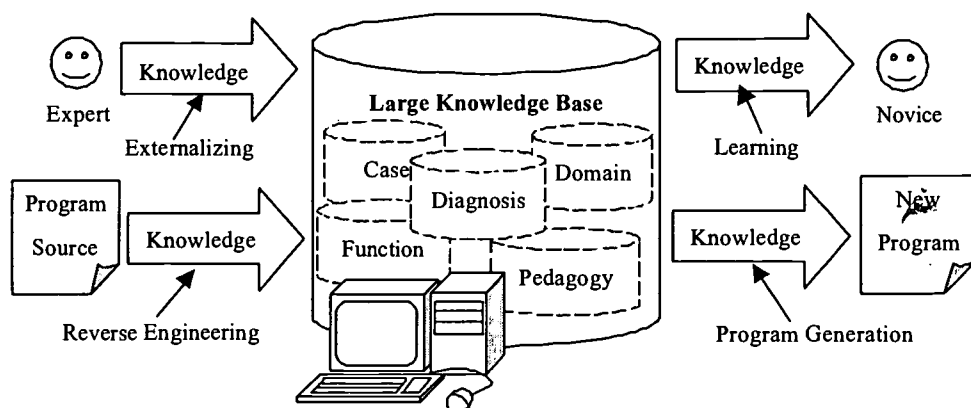 Knowledge
Knowledge
Expert
Large Knowledge Base
Novice
Externalizing
Learning
Case
Domain
Program
Source
Diagnosis
New
Program
Knowledge
Function
Knowledge
Pedagogy
Reverse Engineering
Program Generation